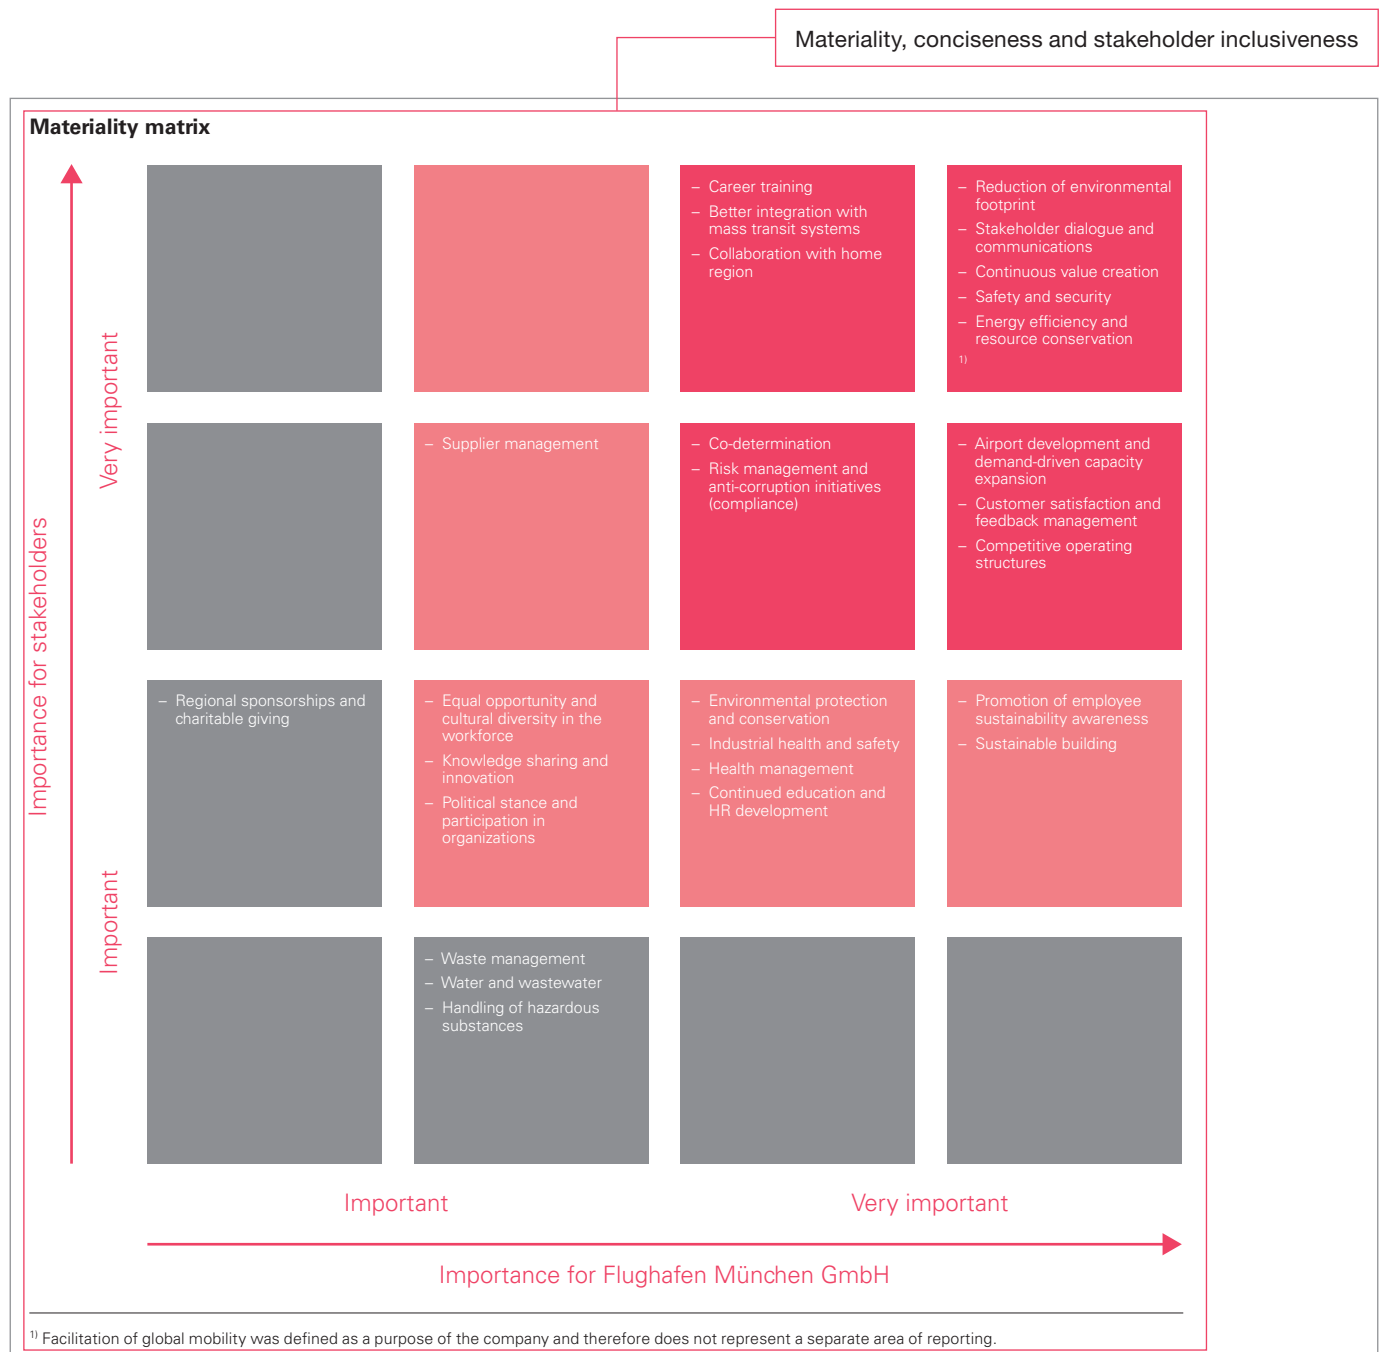 Materiality, conciseness and stakeholder inclusiveness
Materiality matrix
Importance for stakeholders
Very important
Important
– Career training
– Better integration with
mass transit systems
– Collaboration with home
region
– Reduction of environmental
footprint
– Stakeholder dialogue and
communications
– Continuous value creation
– Safety and security
– Energy efficiency and
resource conservation
1)
– Supplier management
– Co-determination
– Risk management and
anti-corruption initiatives
(compliance)
– Airport development and
demand-driven capacity
expansion
– Customer satisfaction and
feedback management
– Competitive operating
structures
– Regional sponsorships and
charitable giving
– Equal opportunity and
cultural diversity in the
workforce
– Knowledge sharing and
innovation
– Political stance and
participation in
organizations
– Environmental protection
and conservation
– Industrial health and safety
– Health management
– Continued education and
HR development
– Promotion of employee
sustainability awareness
– Sustainable building
– Waste management
– Water and wastewater
– Handling of hazardous
substances
Important
Very important
Importance for Flughafen München GmbH
1) Facilitation of global mobility was defined as a purpose of the company and therefore does not represent a separate area of reporting.